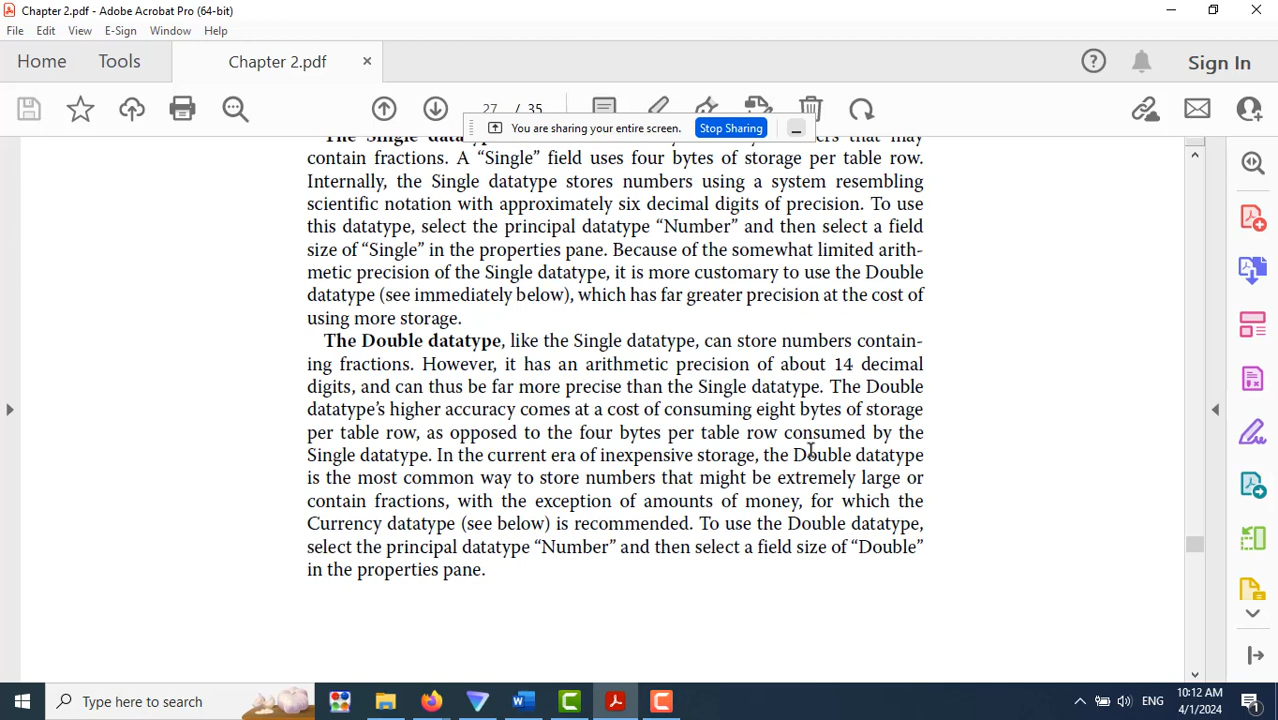 Chapter 2.pdf - Adobe Acrobat Pro (64-bit)
File Edit View E-Sign Window Help
Home Tools Chapter 2.pdf × Sign In
27 / 35
You are sharing your entire screen. Stop Sharing
The Single
contain fractions. A “Single” field uses four bytes of storage per table row.
Internally, the Single datatype stores numbers using a system resembling
scientific notation with approximately six decimal digits of precision. To use
this datatype, select the principal datatype “Number” and then select a field
size of “Single” in the properties pane. Because of the somewhat limited arith-
metic precision of the Single datatype, it is more customary to use the Double
datatype (see immediately below), which has far greater precision at the cost of
using more storage.
The Double datatype, like the Single datatype, can store numbers contain-
ing fractions. However, it has an arithmetic precision of about 14 decimal
digits, and can thus be far more precise than the Single datatype. The Double
datatype’s higher accuracy comes at a cost of consuming eight bytes of storage
per table row, as opposed to the four bytes per table row consumed by the
Single datatype. In the current era of inexpensive storage, the Double datatype
is the most common way to store numbers that might be extremely large or
contain fractions, with the exception of amounts of money, for which the
Currency datatype (see below) is recommended. To use the Double datatype,
select the principal datatype “Number” and then select a field size of “Double”
in the properties pane.
Type here to search
ENG
10:12 AM
4/1/2024
1